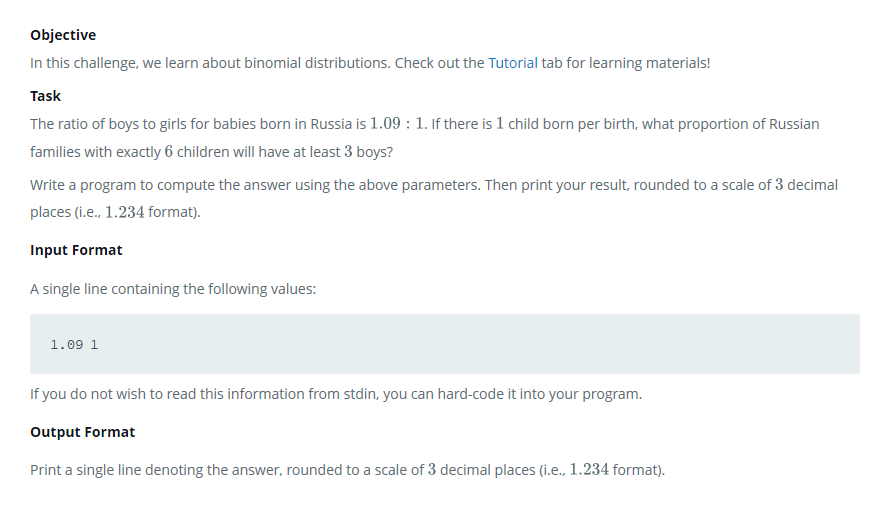 Objective
In this challenge, we learn about binomial distributions. Check out the Tutorial tab for learning materials!
Task
The ratio of boys to girls for babies born in Russia is 1.09 : 1. If there is 1 child born per birth, what proportion of Russian
families with exactly 6 children will have at least 3 boys?
Write a program to compute the answer using the above parameters. Then print your result, rounded to a scale of 3 decimal
places (i.e., 1.234 format).
Input Format
A single line containing the following values:
1.09 1
If you do not wish to read this information from stdin, you can hard-code it into your program.
Output Format
Print a single line denoting the answer, rounded to a scale of 3 decimal places (i.e., 1.234 format).